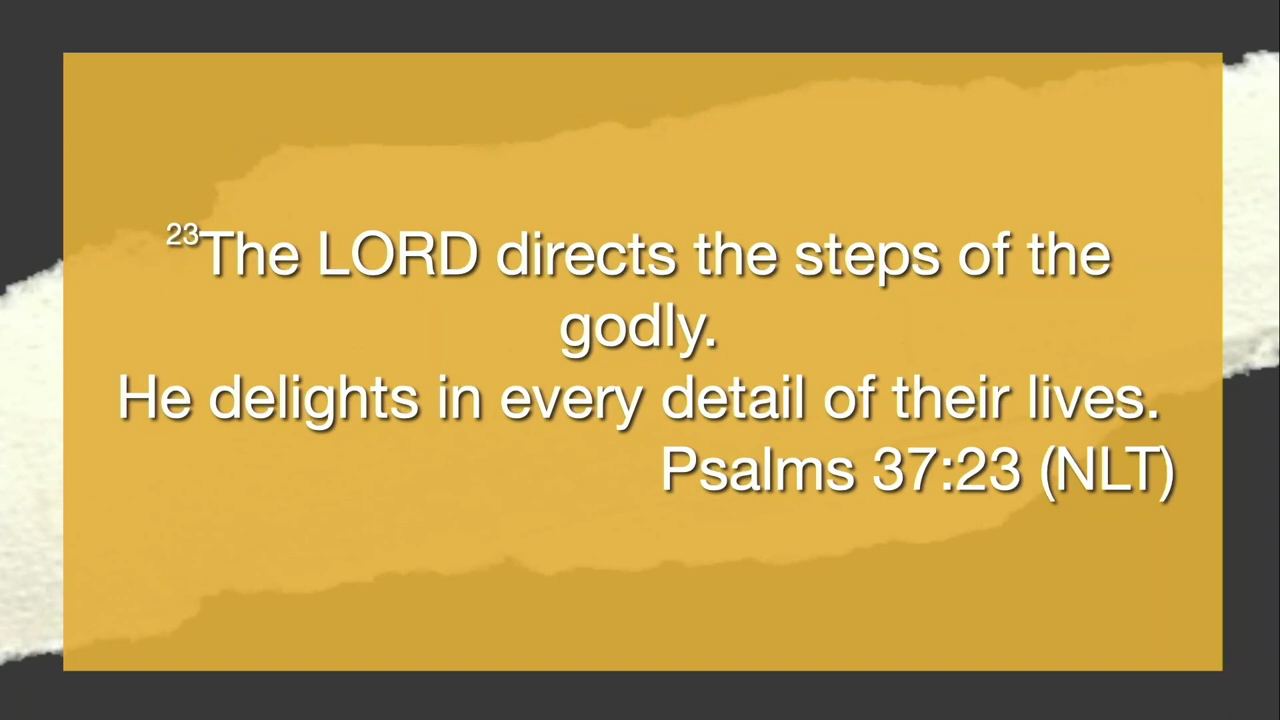 23The LORD directs the steps of the
godly.
He delights in every detail of their lives.
Psalms 37:23 (NLT)